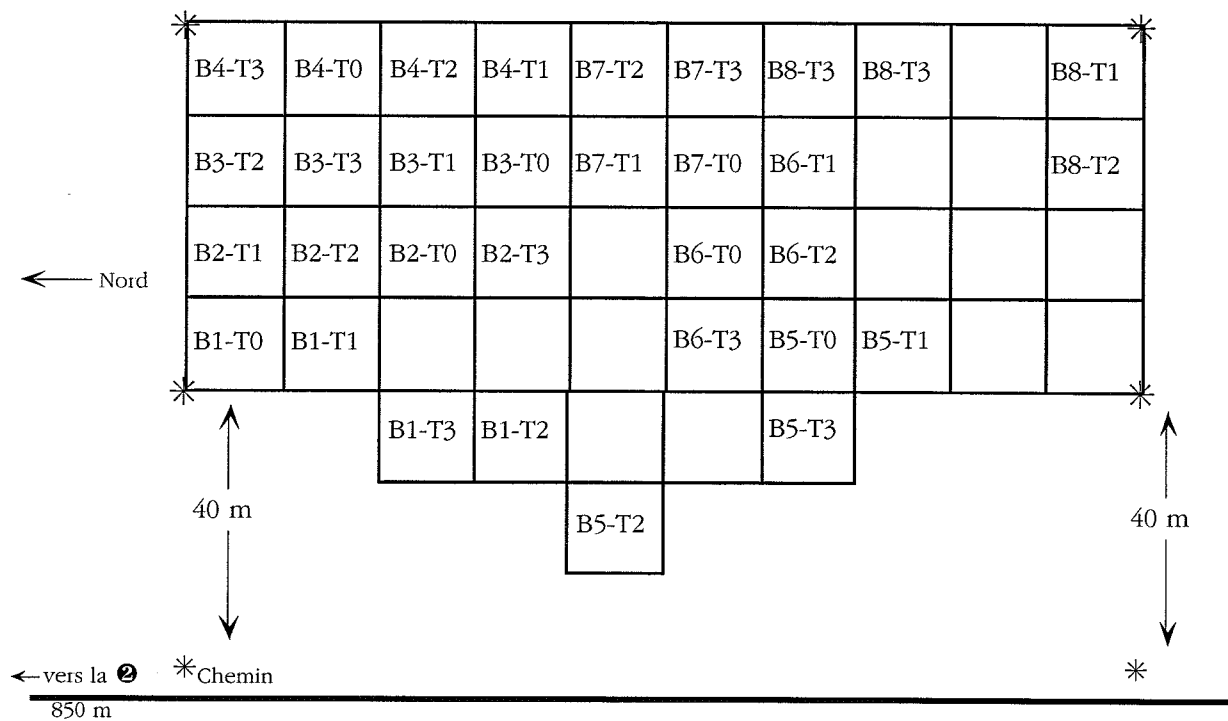 B4-T3 B4-T0 B4-T2 B4-T1 B7-T2 B7-T3 B8-T3 B8-T3 B8-T1
B3-T2 B3-T3 B3-T1 B3-T0 B7-T1 B7-T0 B6-T1 B8-T2
B2-T1 B2-T2 B2-T0 B2-T3 B6-T0 B6-T2
Nord
B1-T0 B1-T1 B6-T3 B5-T0 B5-T1
B1-T3 B1-T2 B5-T3
40 m B5-T2 40 m
vers la ❷ Chemin
850 m